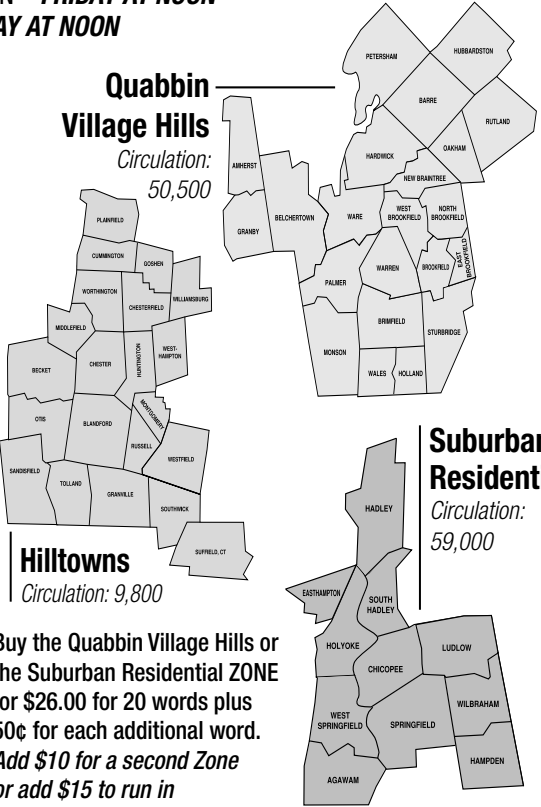 FRIDAY AT NOON
AY AT NOON
Quabbin
Village Hills
Circulation:
50,500
PETERSHAM
HUBBARDSTON
BARRE
RUTLAND
OAKHAM
HARDWICK
NEW BRAINTREE
AMHERST
GRANBY
BELCHERTOWN
WARE
WEST
BROOKFIELD
NORTH
BROOKFIELD
EAST
BROOKFIELD
BROOKFIELD
WARREN
PALMER
BRIMFIELD
STURBRIDGE
MONSON
WALES
HOLLAND
PLAINFIELD
CUMMINGTON
GOSHEN
WORTHINGTON
CHESTERFIELD
WILLIAMSBURG
MIDDLEFIELD
WEST-
HAMPTON
HUNTINGTON
CHESTER
BECKET
MONTGOMERY
OTIS
BLANDFORD
RUSSELL
WESTFIELD
SANDISFIELD
TOLLAND
GRANVILLE
SOUTHWICK
SUFFIELD, CT
Hilltowns
Circulation: 9,800
Suburban
Residenti
Circulation:
59,000
HADLEY
EASTHAMPTON
SOUTH
HADLEY
HOLYOKE
CHICOPEE
LUDLOW
WEST
SPRINGFIELD
SPRINGFIELD
WILBRAHAM
HAMPDEN
AGAWAM
Buy the Quabbin Village Hills or
the Suburban Residential ZONE
for $26.00 for 20 words plus
50¢ for each additional word.
Add $10 for a second Zone
or add $15 to run in